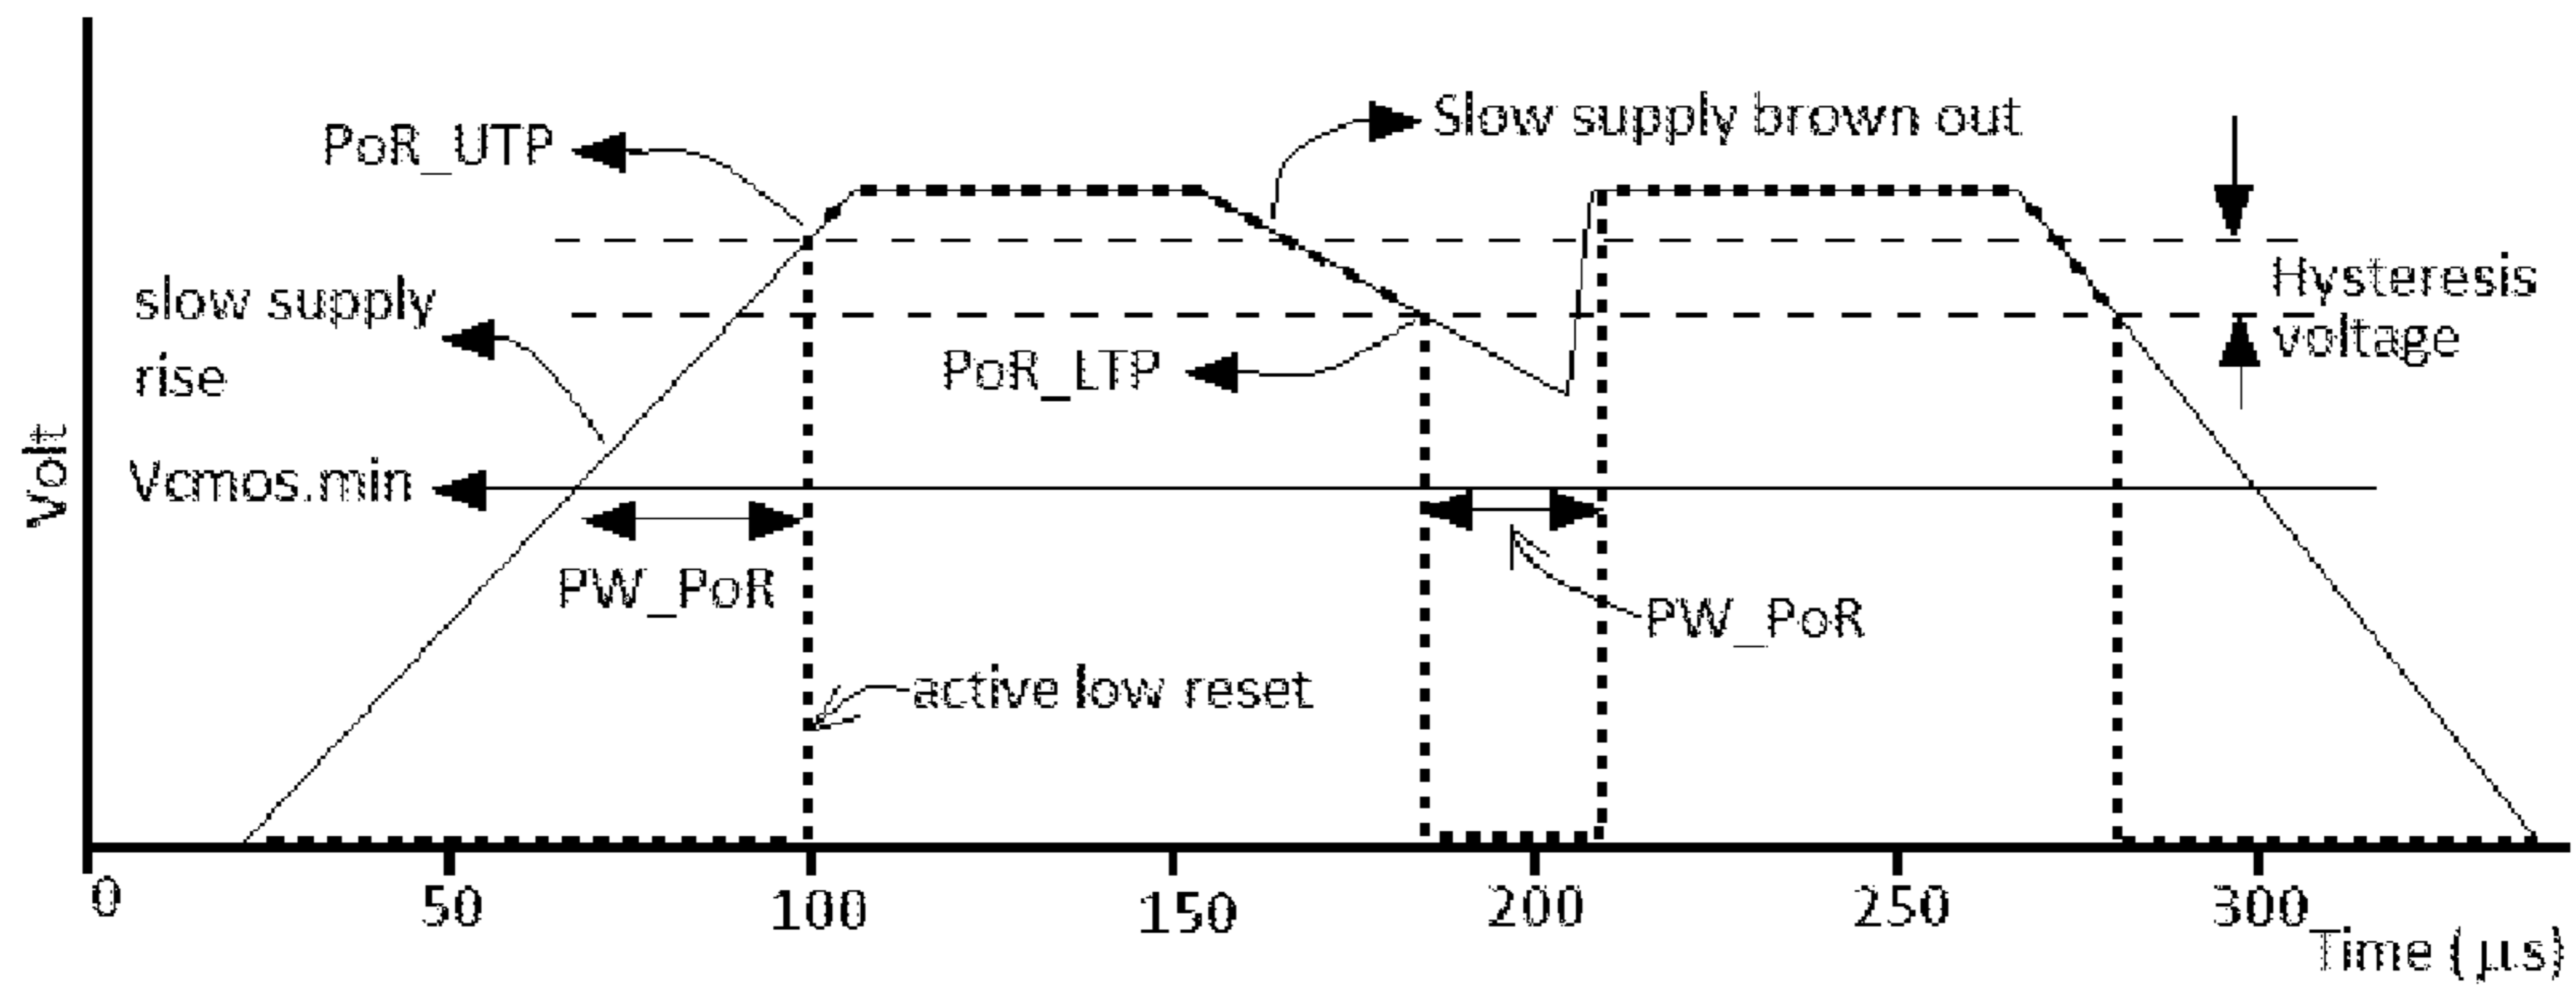 Slow supply brown out
PoR_UTP
slow supply
rise
Hysteresis
voltage
PoR_LTP
Vcmos.min
Volt
PW_PoR
PW_PoR
active low reset
0
50
100
150
200
250
300
Time (µs)